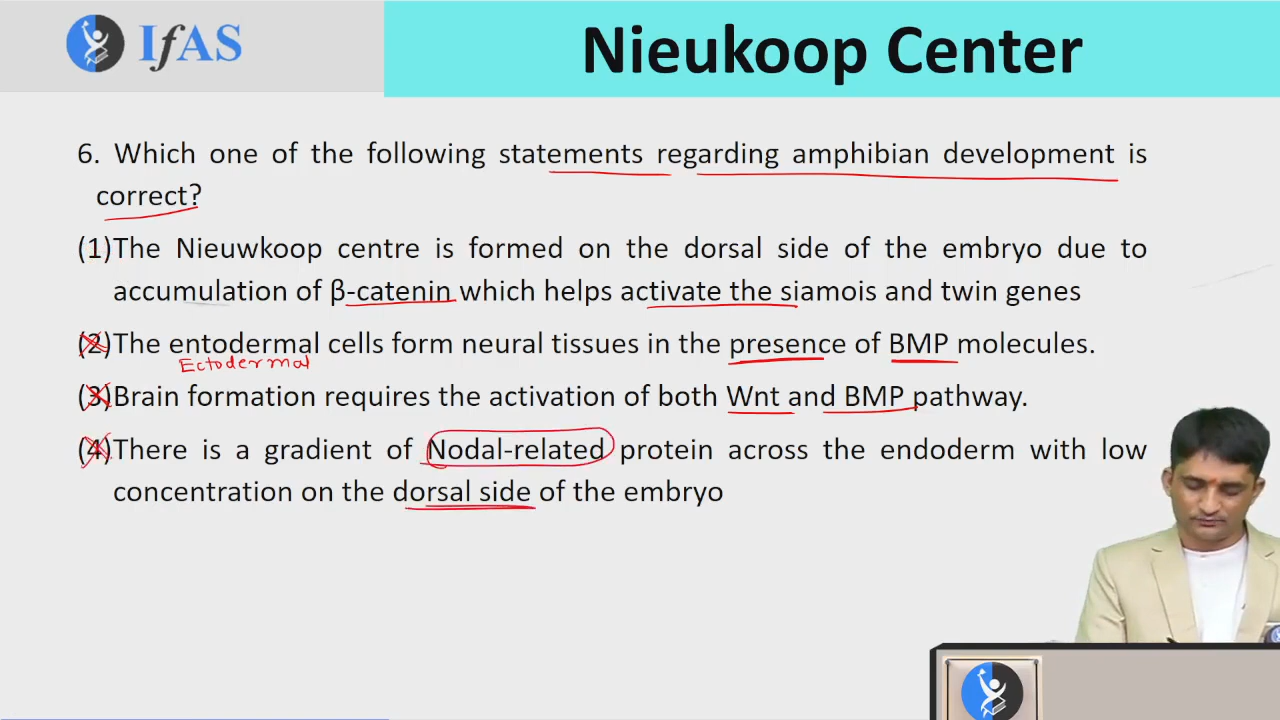 IfAS
Nieukoop Center
6. Which one of the following statements regarding amphibian development is
correct?
(1)The Nieuwkoop centre is formed on the dorsal side of the embryo due to
accumulation of β-catenin which helps activate the siamois and twin genes
(2)The entodermal cells form neural tissues in the presence of BMP molecules.
Ectodermal
(3)Brain formation requires the activation of both Wnt and BMP pathway.
(4)There is a gradient of Nodal-related protein across the endoderm with low
concentration on the dorsal side of the embryo